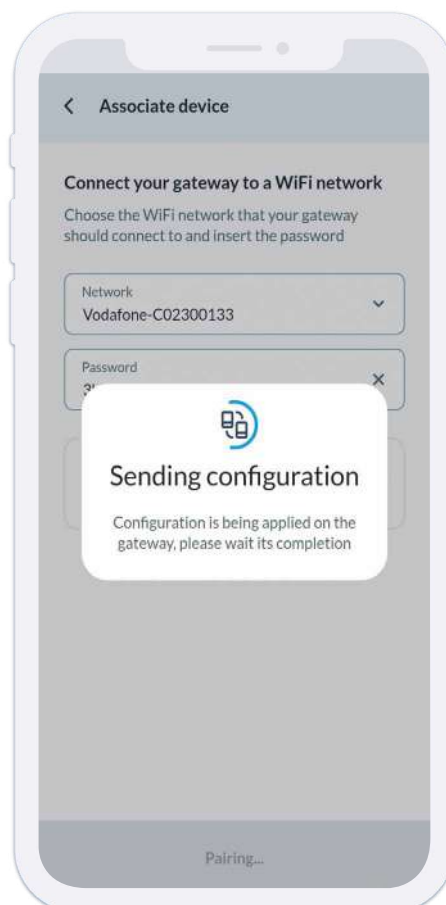 Associate device
Connect your gateway to a WiFi network
Choose the WiFi network that your gateway
should connect to and insert the password
Network
Vodafone-C02300133
Password
Sending configuration
Configuration is being applied on the
gateway, please wait its completion
Pairing...